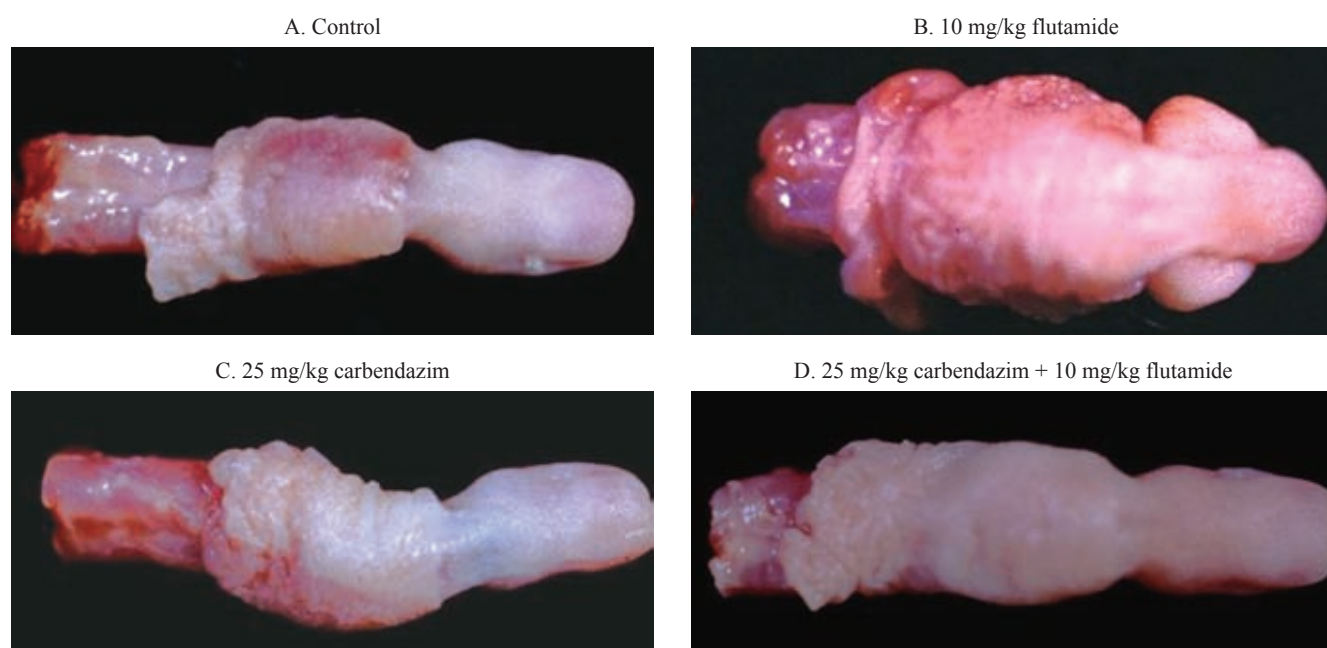 A. Control
B. 10 mg/kg flutamide
C. 25 mg/kg carbendazim
D. 25 mg/kg carbendazim + 10 mg/kg flutamide